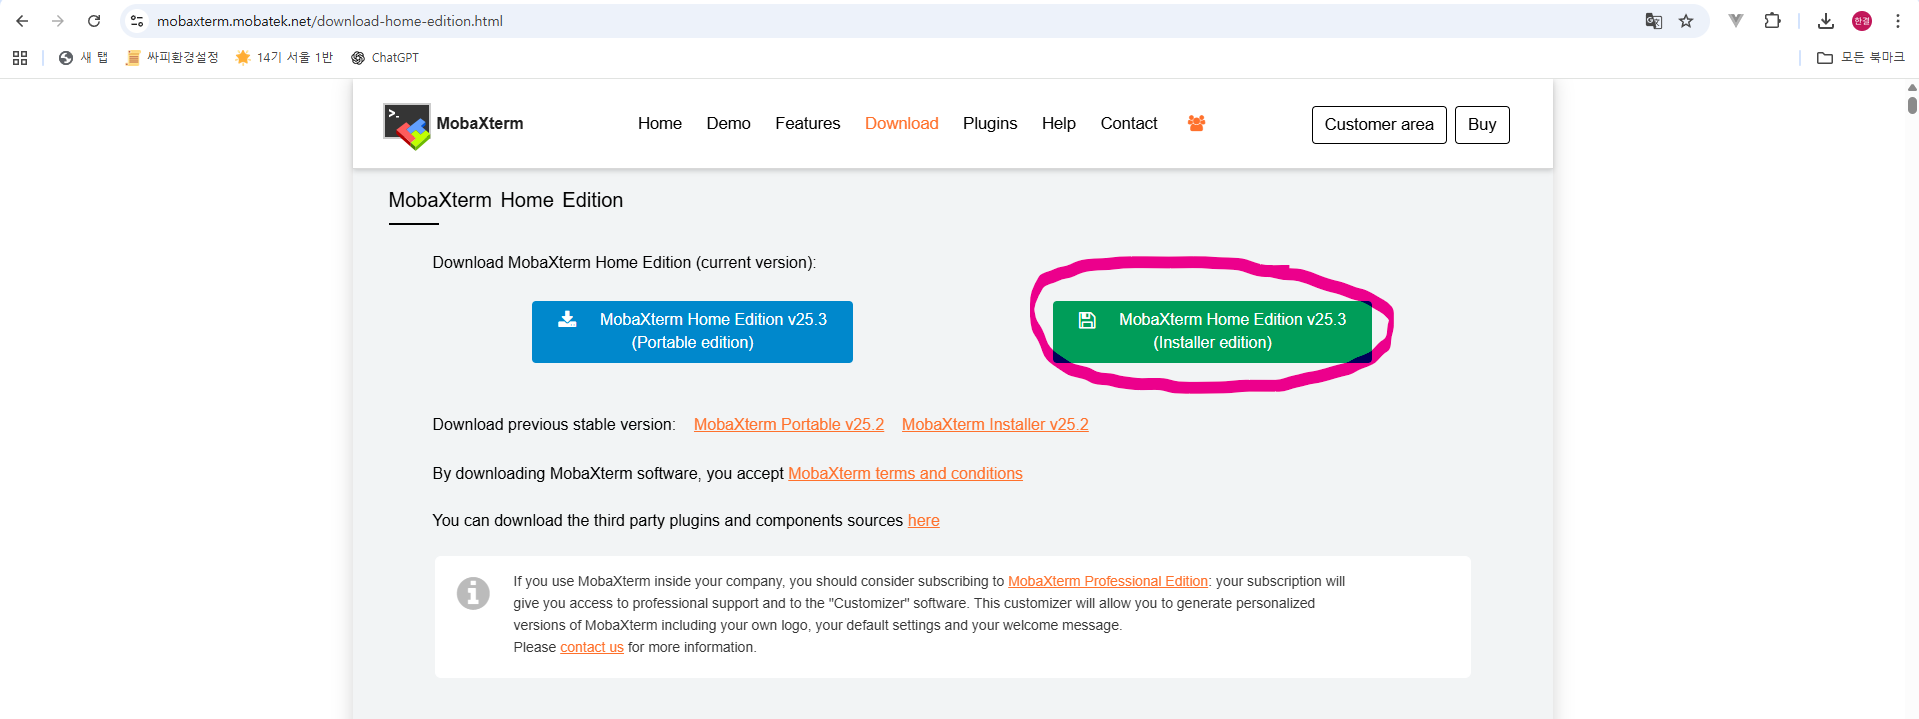 mobaxterm.mobatek.net/download-home-edition.html
한결
새 탭
싸피환경설정
14기 서울 1반
ChatGPT
모든 북마크
>_
MobaXterm
Home
Demo
Features
Download
Plugins
Help
Contact
Customer area
Buy
MobaXterm Home Edition
Download MobaXterm Home Edition (current version):
MobaXterm Home Edition v25.3
(Portable edition)
MobaXterm Home Edition v25.3
(Installer edition)
Download previous stable version: MobaXterm Portable v25.2 MobaXterm Installer v25.2
By downloading MobaXterm software, you accept MobaXterm terms and conditions
You can download the third party plugins and components sources here
If you use MobaXterm inside your company, you should consider subscribing to MobaXterm Professional Edition: your subscription will
give you access to professional support and to the "Customizer" software. This customizer will allow you to generate personalized
versions of MobaXterm including your own logo, your default settings and your welcome message.
Please contact us for more information.